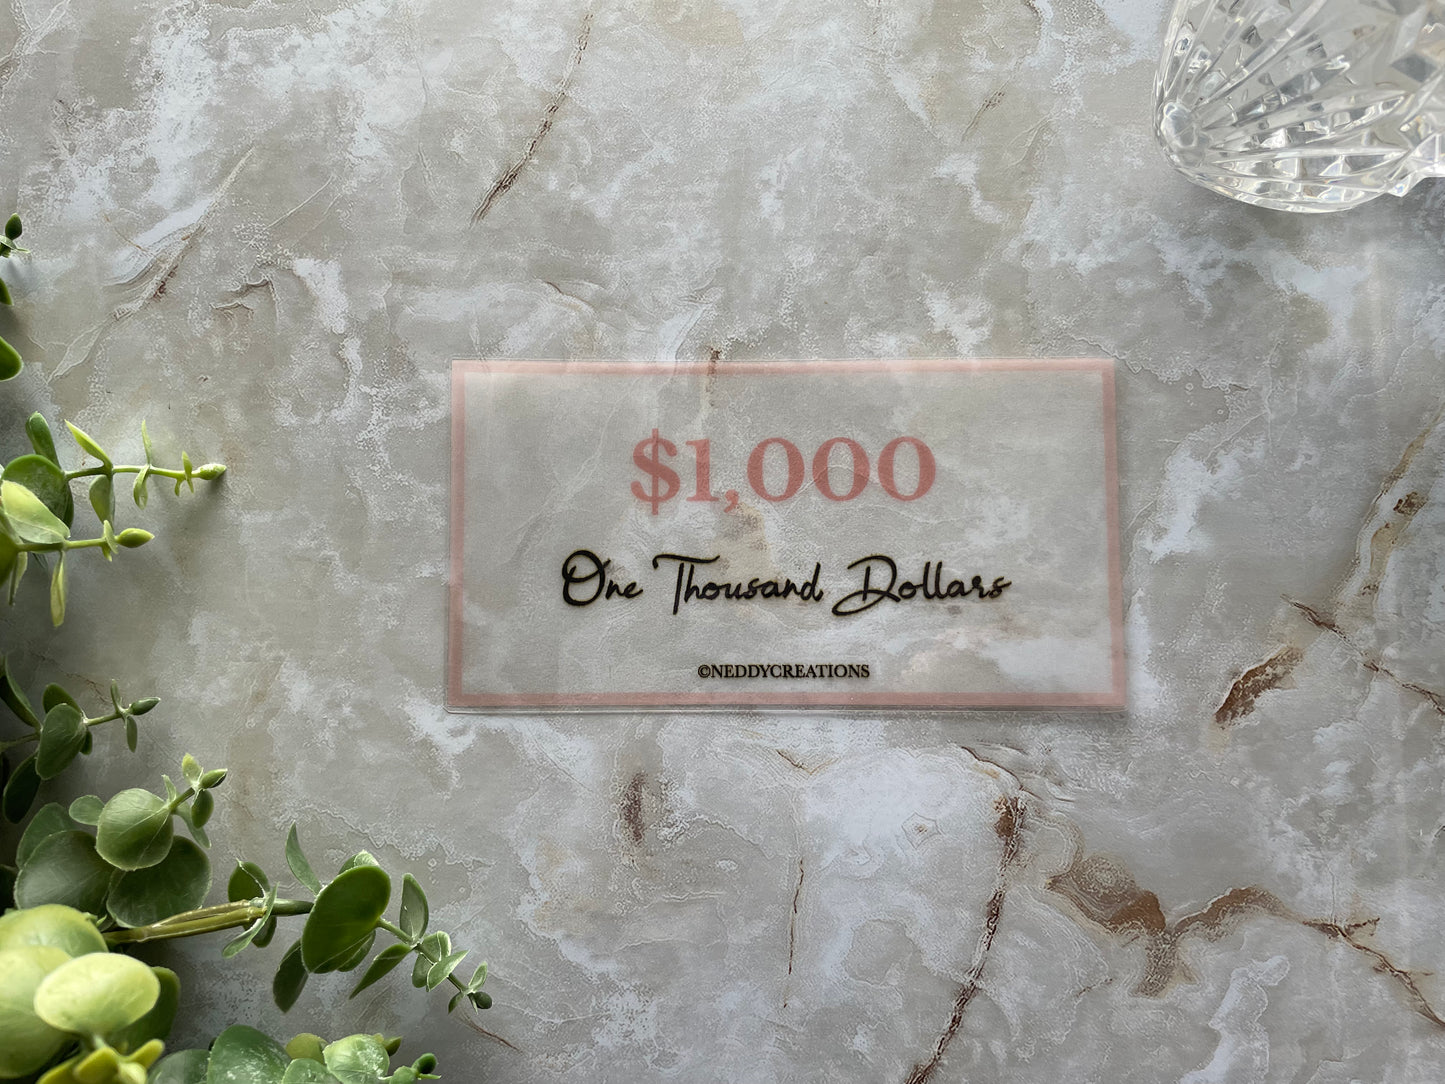 $1,000
One Thousand Dollars
©NEDDYCREATIONS